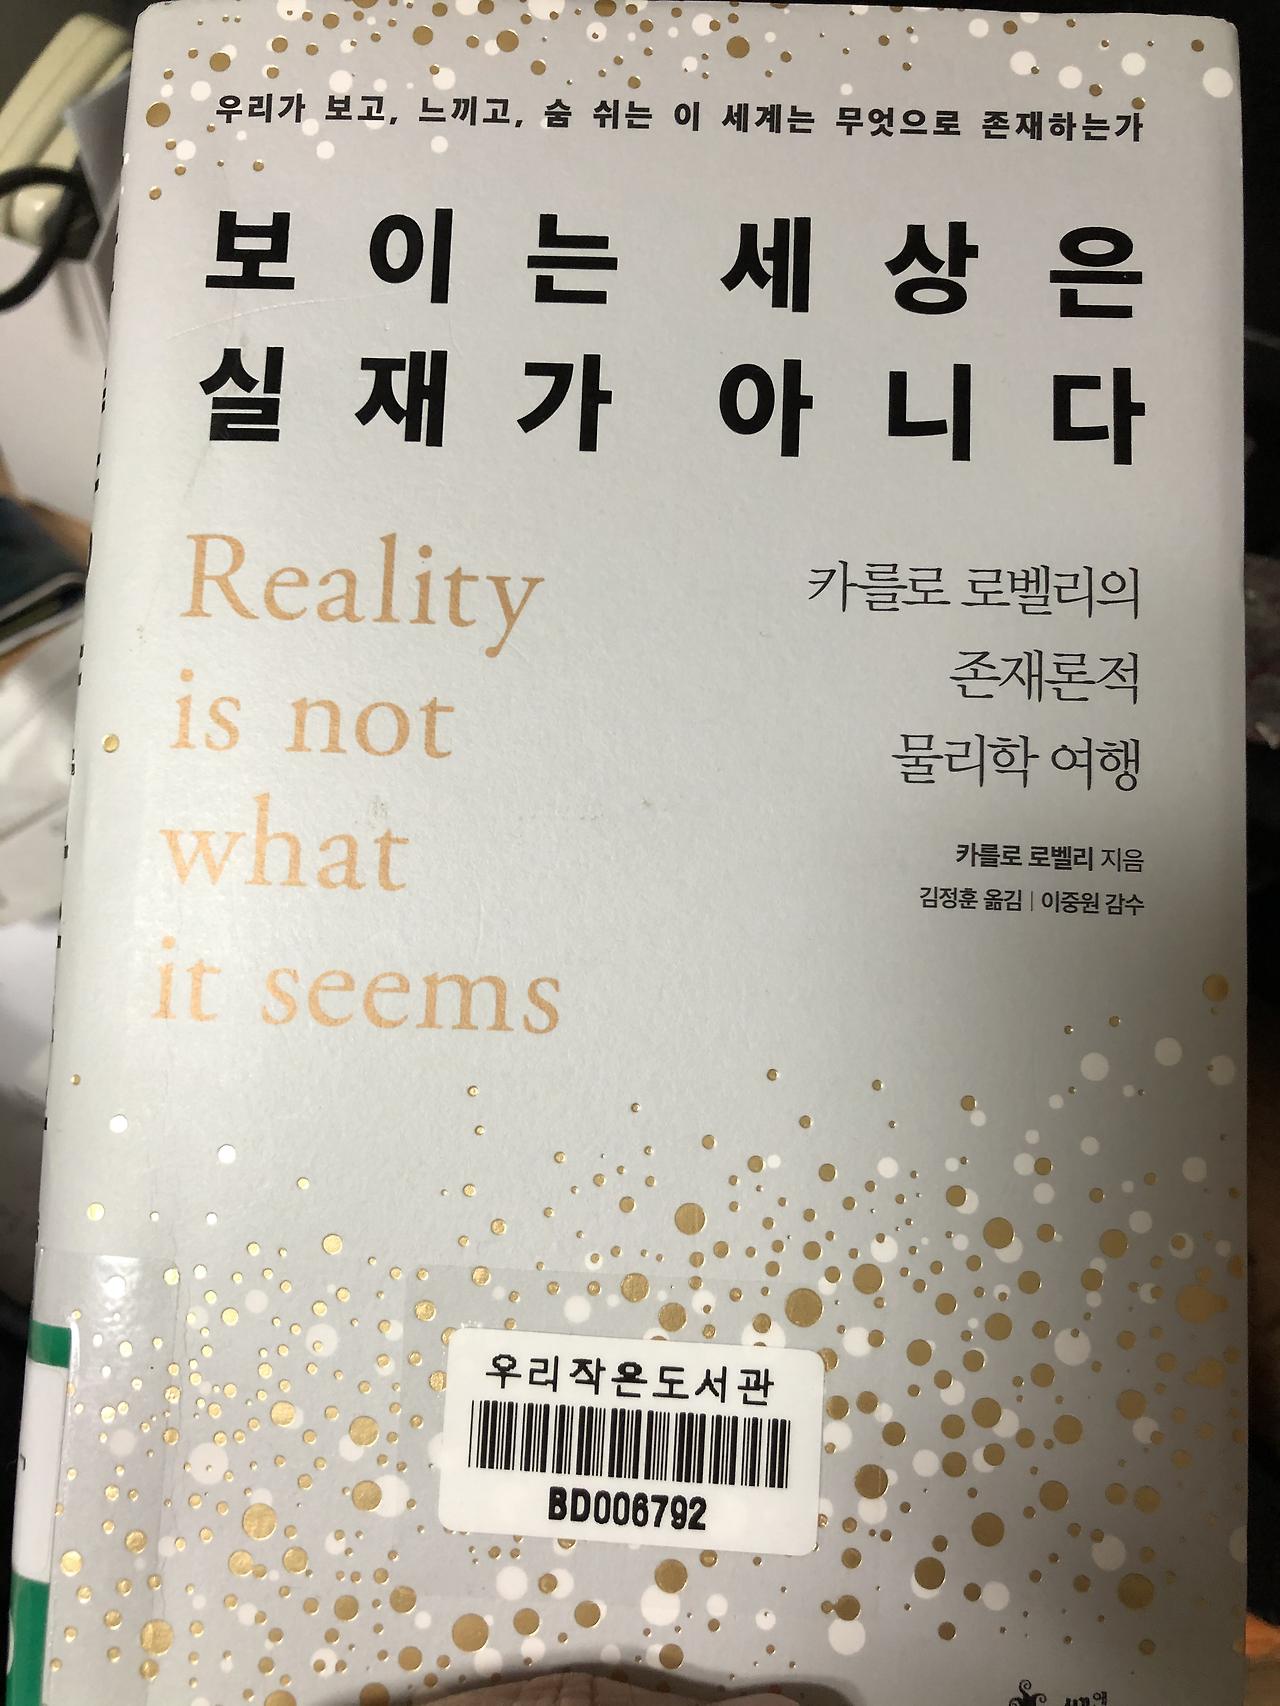 우리가 보고, 느끼고, 숨 쉬는 이 세계는 무엇으로 존재하는가
보이는 세상은
실재가 아니다
Reality
is not
what
it seems
카를로 로벨리의
존재론적
물리학 여행
카를로 로벨리 지음
김정훈 옮김 | 이중원 감수
우리작은도서관
BD006792